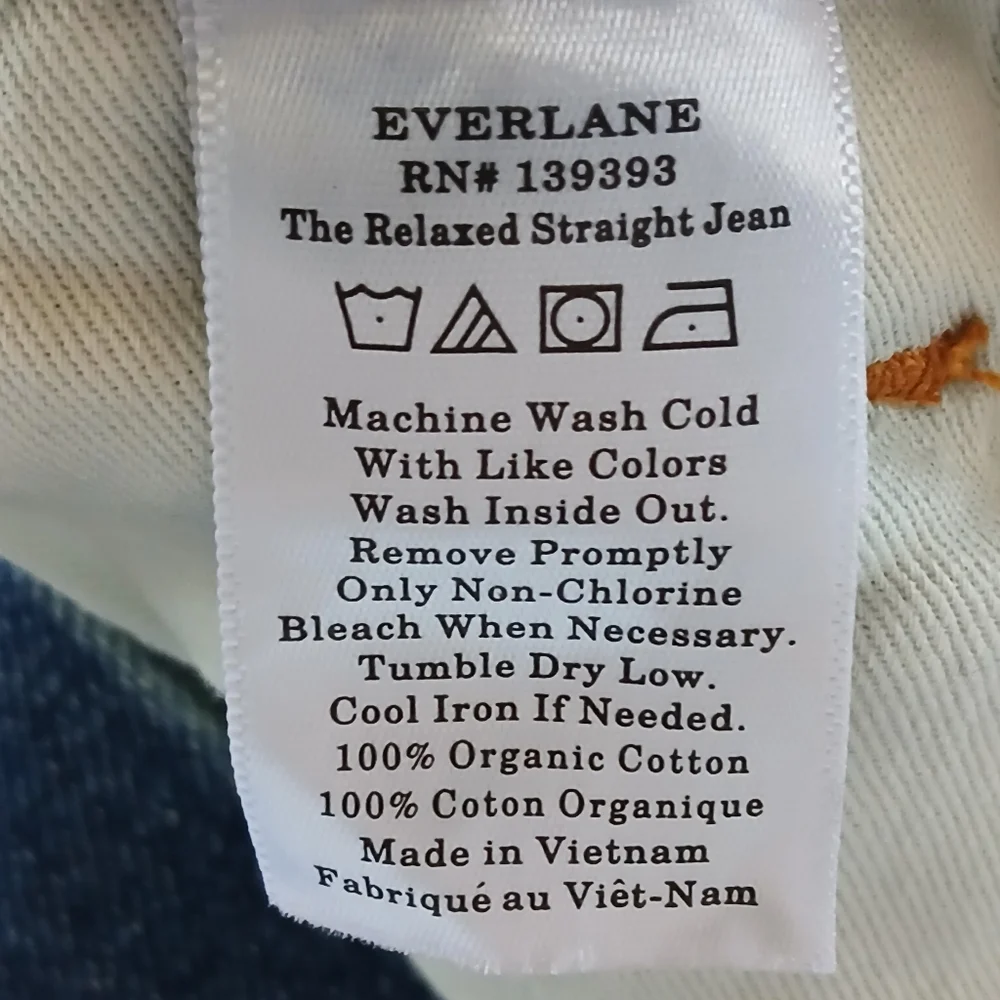 EVERLANE
RN# 139393
The Relaxed Straight Jean
Machine Wash Cold
With Like Colors
Wash Inside Out.
Remove Promptly
Only Non-Chlorine
Bleach When Necessary.
Tumble Dry Low.
Cool Iron If Needed.
100% Organic Cotton
100% Coton Organique
Made in Vietnam
Fabriqué au Viêt-Nam